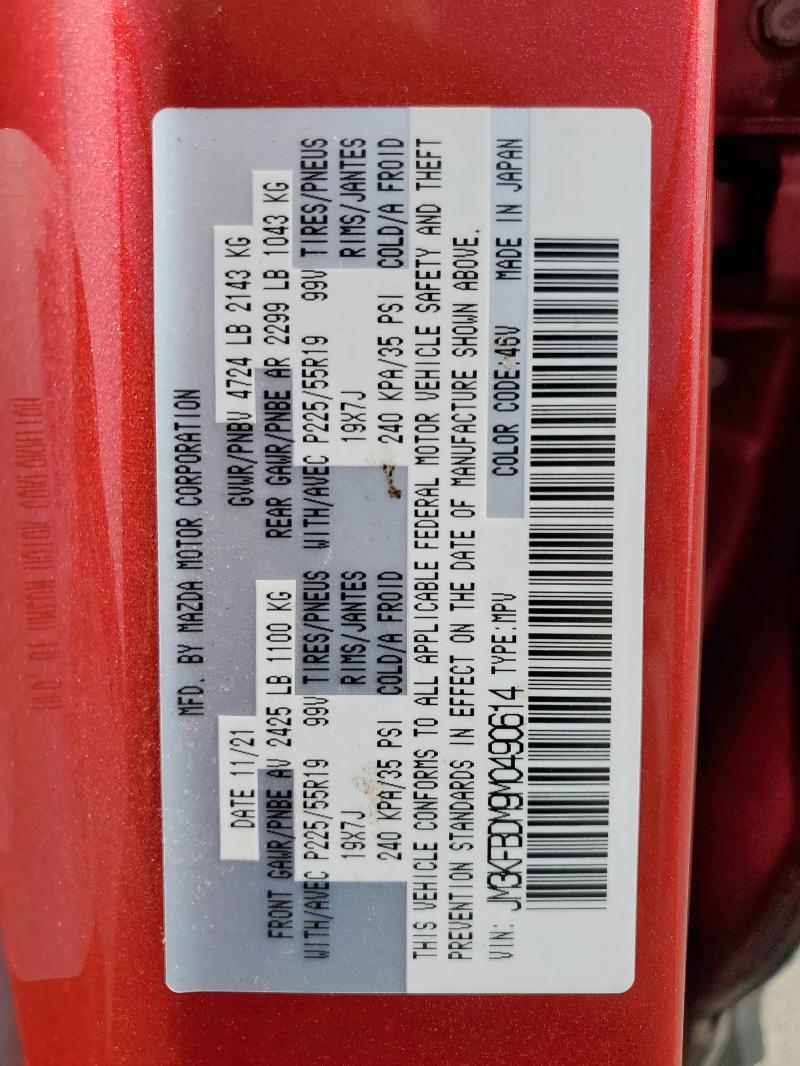 MFD. BY MAZDA MOTOR CORPORATION
DATE 11/21 GVWR/PNBV 4724 LB 2143 KG
FRONT GAWR/PNBE AV 2425 LB 1100 KG REAR GAWR/PNBE AR 2299 LB 1043 KG
WITH/AVEC P225/55R19 99V TIRES/PNEUS WITH/AVEC P225/55R19 99V TIRES/PNEUS
19X7J RIMS/JANTES 19X7J RIMS/JANTES
240 KPA/35 PSI COLD/A FROID 240 KPA/35 PSI COLD/A FROID
THIS VEHICLE CONFORMS TO ALL APPLICABLE FEDERAL MOTOR VEHICLE SAFETY AND THEFT
PREVENTION STANDARDS IN EFFECT ON THE DATE OF MANUFACTURE SHOWN ABOVE.
VIN: JM3KFBDM9M0490614 TYPE:MPV COLOR CODE:46V MADE IN JAPAN